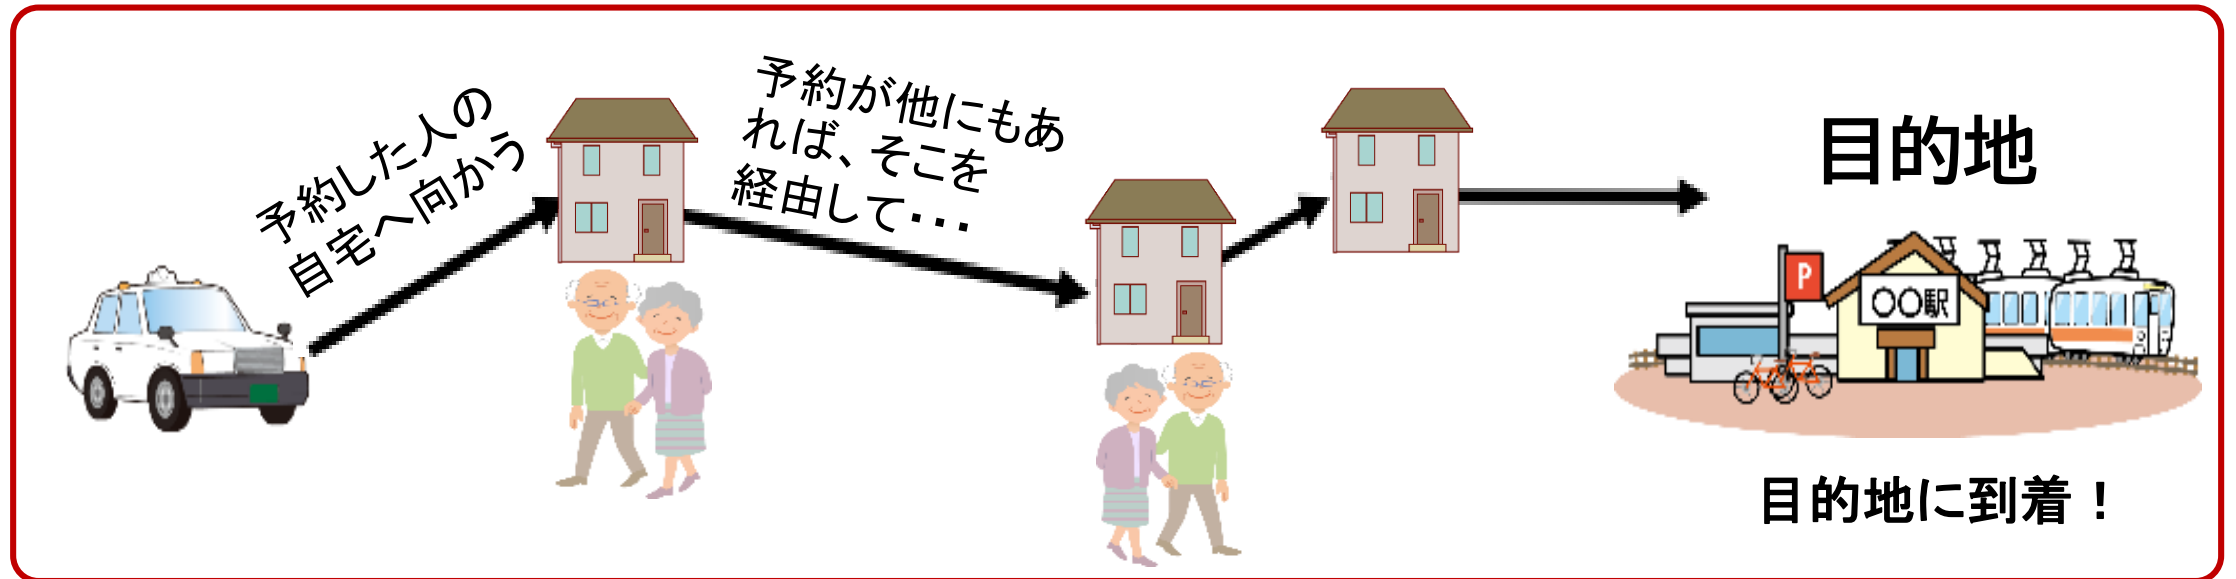 予約した人の
自宅へ向かう
予約が他にもあ
れば、そこを
経由して・・・
目的地
P
〇〇駅
目的地に到着！